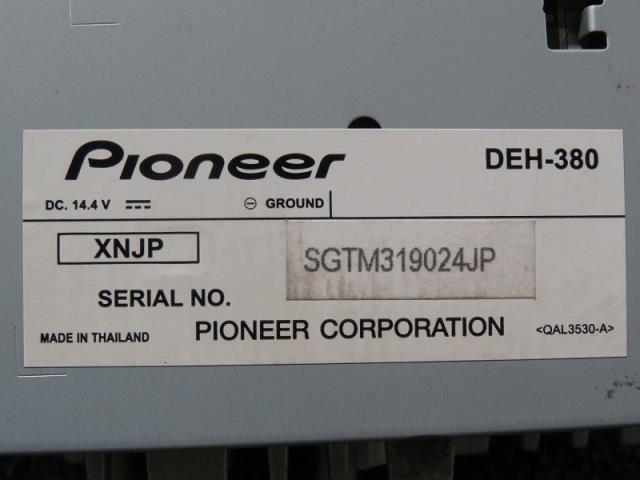 Pioneer
DEH-380
DC. 14.4 V
⊖ GROUND
XNJP
SGTM319024JP
SERIAL NO.
MADE IN THAILAND
PIONEER CORPORATION
<QAL3530-A>